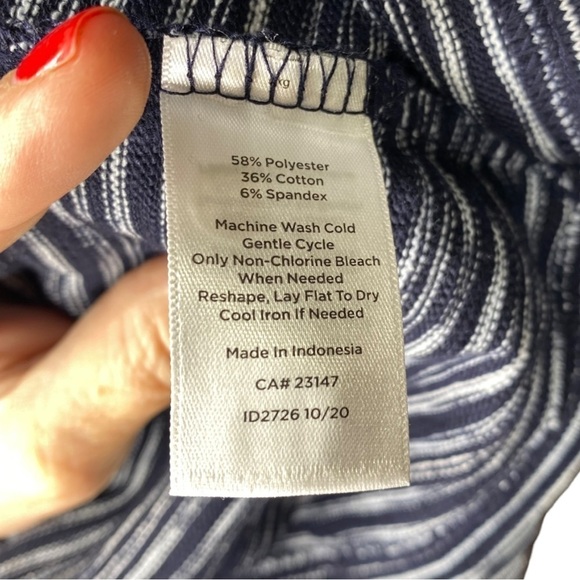 kg
58% Polyester
36% Cotton
6% Spandex
Machine Wash Cold
Gentle Cycle
Only Non-Chlorine Bleach
When Needed
Reshape, Lay Flat To Dry
Cool Iron If Needed
Made In Indonesia
CA# 23147
ID2726 10/20